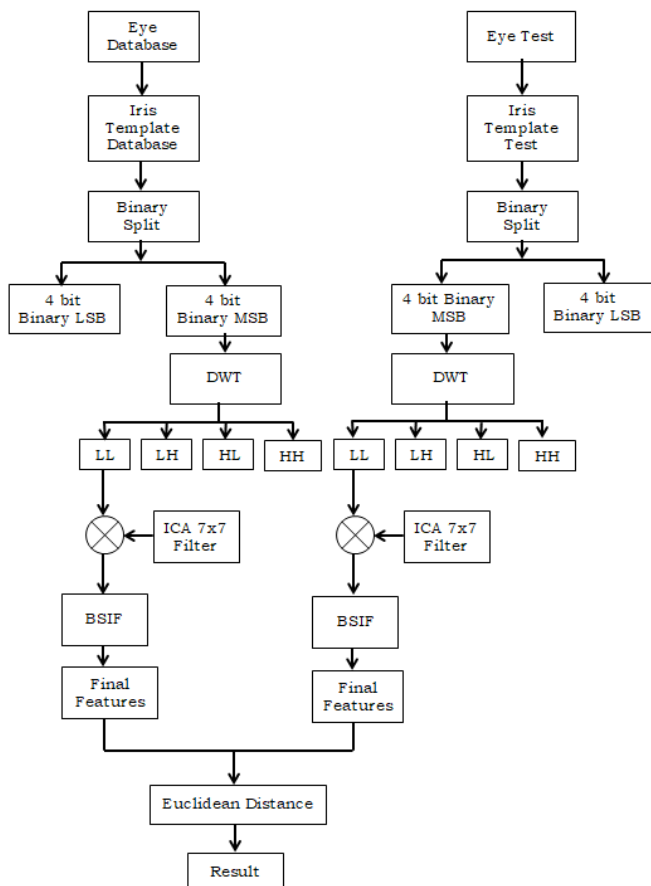 Eye
Database
Eye Test
Iris
Template
Database
Iris
Template
Test
Binary
Split
Binary
Split
4 bit
Binary LSB
4 bit
Binary MSB
4 bit Binary
MSB
4 bit
Binary LSB
DWT
DWT
LL
LH
HL
HH
LL
LH
HL
HH
ICA 7x7
Filter
ICA 7x7
Filter
BSIF
BSIF
Final
Features
Final
Features
Euclidean Distance
Result